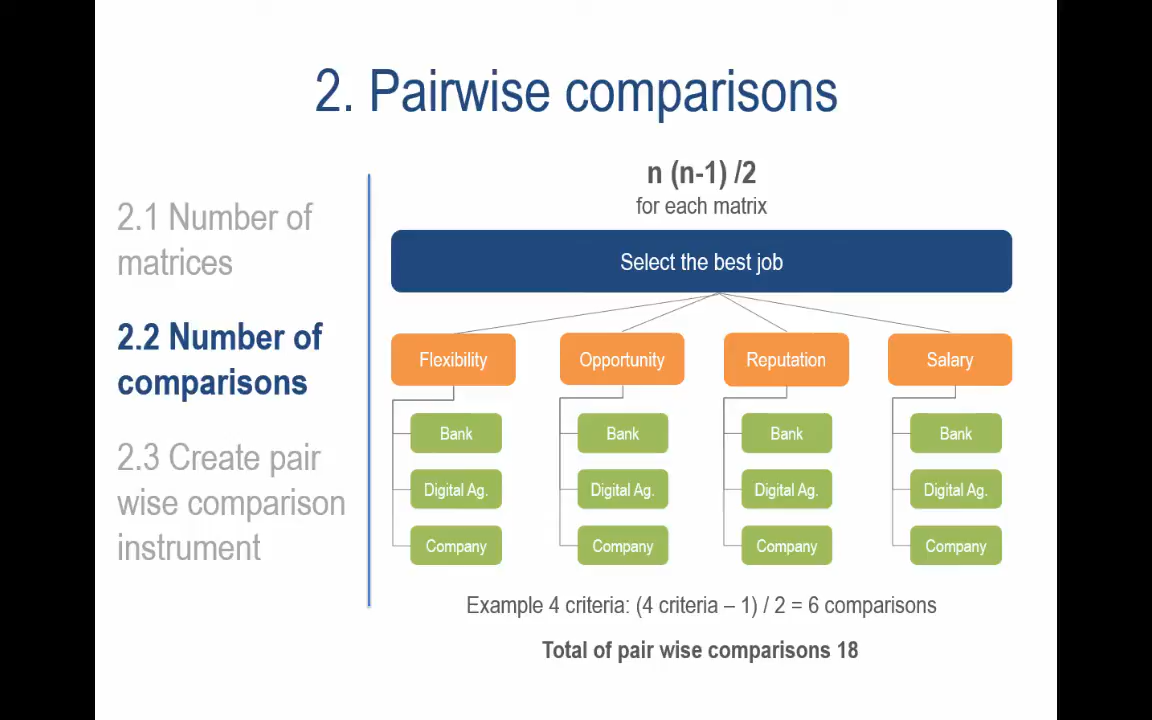 2. Pairwise comparisons
2.1 Number of
matrices
2.2 Number of
comparisons
2.3 Create pair
wise comparison
instrument
n (n-1) /2
for each matrix
Select the best job
Flexibility
Opportunity
Reputation
Salary
Bank
Bank
Bank
Bank
Digital Ag.
Digital Ag.
Digital Ag.
Digital Ag.
Company
Company
Company
Company
Example 4 criteria: (4 criteria – 1) / 2 = 6 comparisons
Total of pair wise comparisons 18